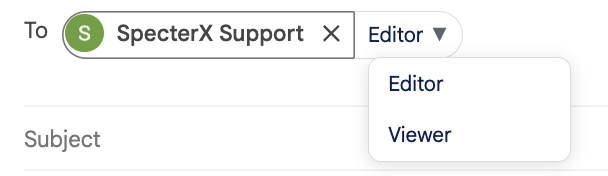 To S SpecterX Support × Editor ▼
Editor
Subject
Viewer